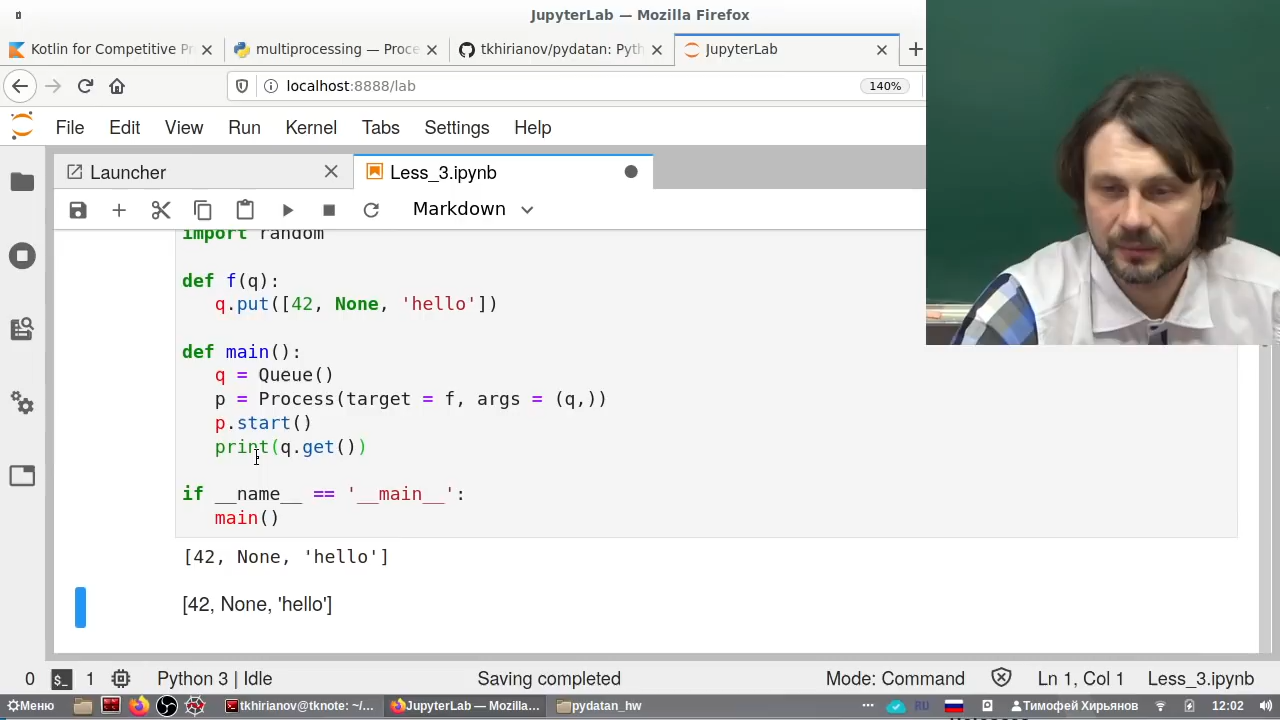 JupyterLab — Mozilla Firefox
Kotlin for Competitive Pr
multiprocessing — Proce
tkhirianov/pydatan: Pyth
JupyterLab
localhost:8888/lab
140%
File Edit View Run Kernel Tabs Settings Help
Launcher
Less_3.ipynb
Markdown
import random
def f(q):
q.put([42, None, 'hello'])
def main():
q = Queue()
p = Process(target = f, args = (q,))
p.start()
print(q.get())
if __name__ == '__main__':
main()
[42, None, 'hello']
[42, None, 'hello']
0 $_ 1 Python 3 | Idle Saving completed Mode: Command Ln 1, Col 1 Less_3.ipynb
Меню tkhirianov@tknote: ~/... JupyterLab — Mozilla... pydatan_hw RU Тимофей Хирьянов 12:02